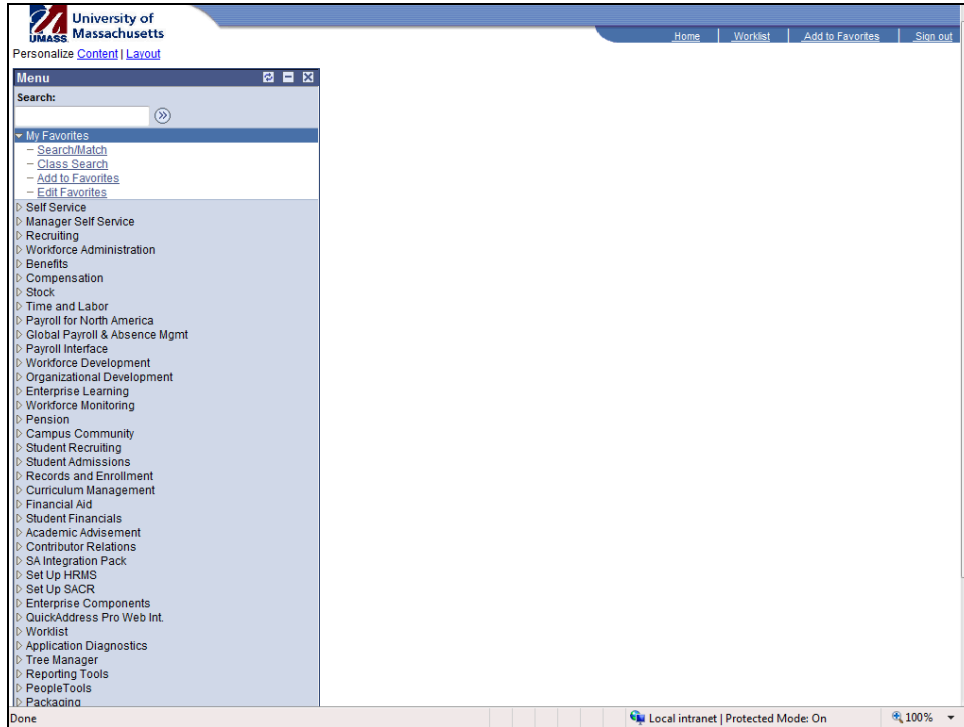 University of
Massachusetts
UMASS
Home | Worklist | Add to Favorites | Sign out
Personalize Content | Layout
Menu
Search:
My Favorites
– Search/Match
– Class Search
– Add to Favorites
– Edit Favorites
Self Service
Manager Self Service
Recruiting
Workforce Administration
Benefits
Compensation
Stock
Time and Labor
Payroll for North America
Global Payroll & Absence Mgmt
Payroll Interface
Workforce Development
Organizational Development
Enterprise Learning
Workforce Monitoring
Pension
Campus Community
Student Recruiting
Student Admissions
Records and Enrollment
Curriculum Management
Financial Aid
Student Financials
Academic Advisement
Contributor Relations
SA Integration Pack
Set Up HRMS
Set Up SACR
Enterprise Components
QuickAddress Pro Web Int.
Worklist
Application Diagnostics
Tree Manager
Reporting Tools
PeopleTools
Packaging
Done
Local intranet | Protected Mode: On
100%